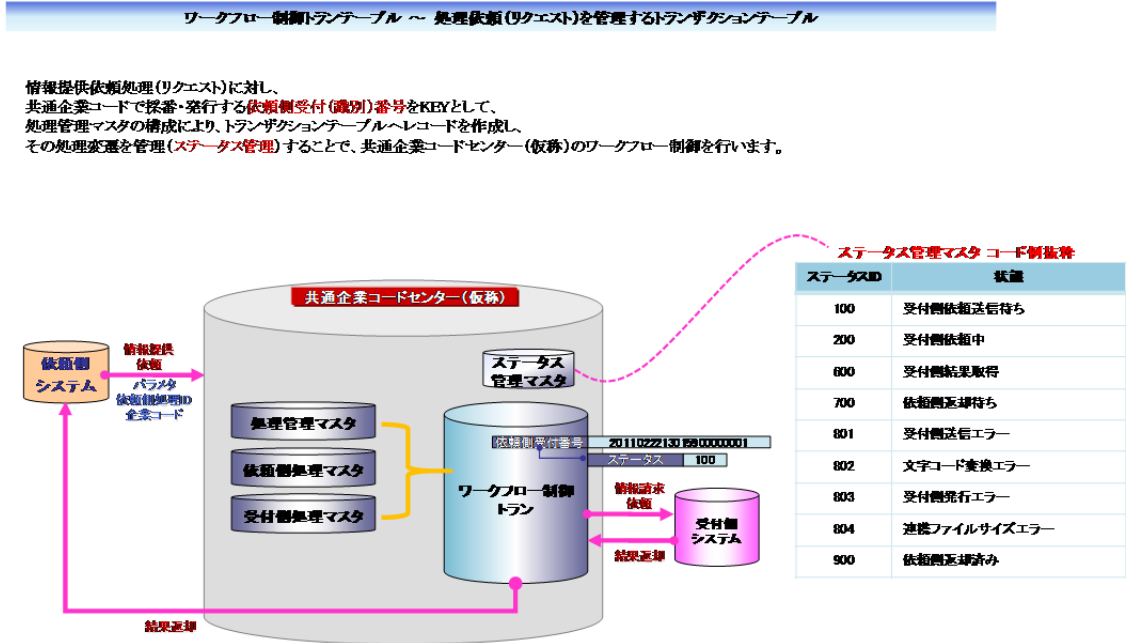 ワークフロー制御トランテーブル ～ 処理依頼(リクエスト)を管理するトランザクションテーブル
情報提供依頼処理(リクエスト)に対し、
共通企業コードで採番・発行する依頼側受付(識別)番号をKEYとして、
処理管理マスタの構成により、トランザクションテーブルへレコードを作成し、
その処理変遷を管理(ステータス管理)することで、共通企業コードセンター(仮称)のワークフロー制御を行います。
ステータス管理マスタ コード例抜粋
ステータスID 状態
100 受付側依頼送信待ち
200 受付側依頼中
600 受付側結果取得
700 依頼側返却待ち
801 受付側送信エラー
802 文字コード変換エラー
803 受付側発行エラー
804 連携ファイルサイズエラー
900 依頼側返却済み
共通企業コードセンター(仮称)
依頼側
システム
情報提供
依頼
パラメタ
依頼側処理ID
企業コード
ステータス
管理マスタ
処理管理マスタ
依頼側処理マスタ
受付側処理マスタ
依頼側受付番号
ステータス 100
ワークフロー制御
トラン
情報請求
依頼
受付側
システム
結果返却
結果返却